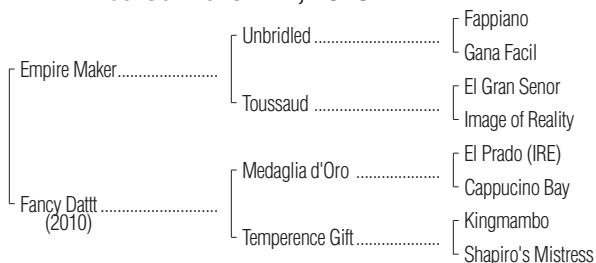 Fappiano
Unbridled ..................................
Gana Facil
Empire Maker...........................
El Gran Senor
Toussaud ..................................
Image of Reality
El Prado (IRE)
Medaglia d'Oro ......................
Cappucino Bay
Fancy Dattt ................................
(2010)
Kingmambo
Temperence Gift......................
Shapiro's Mistress